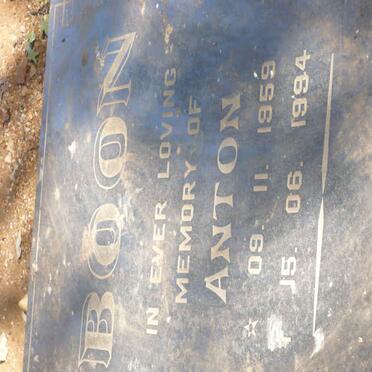 BOON
IN EVER LOVING
MEMORY OF
ANTON
09. 11. 1959
15. 06. 1994